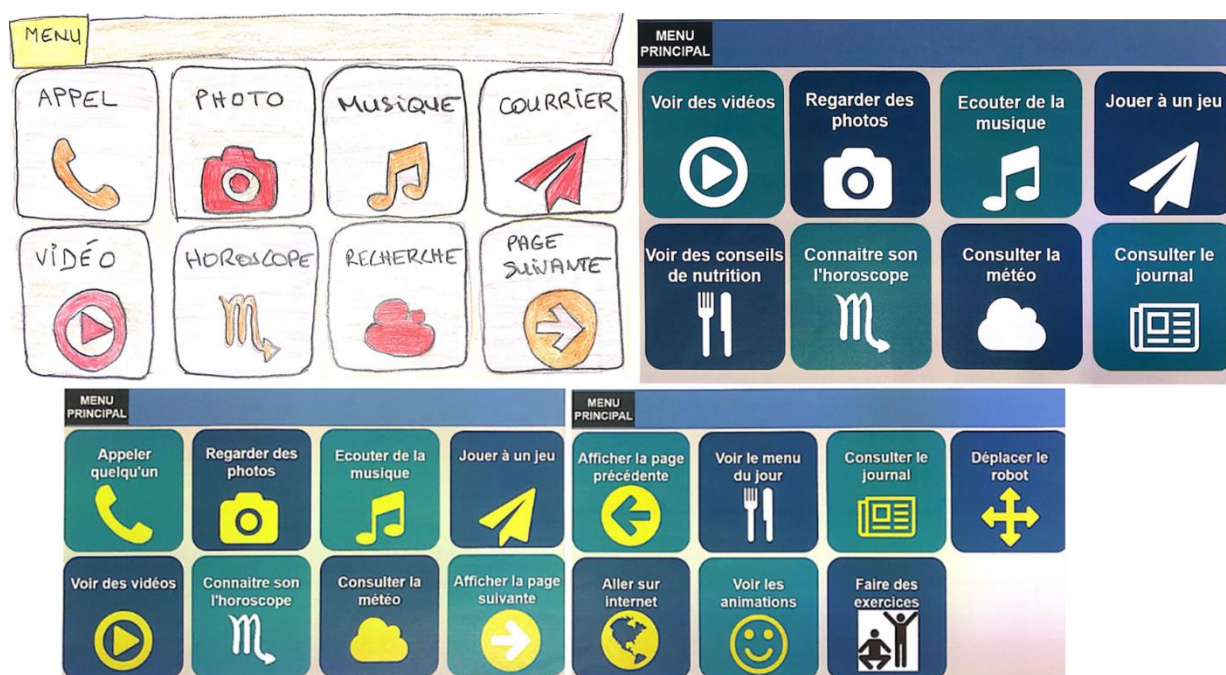 MENU
APPEL
PHOTO
MUSIQUE
COURRIER
VIDÉO
HOROSCOPE
RECHERCHE
PAGE
SUIVANTE
MENU
PRINCIPAL
Voir des vidéos
Regarder des
photos
Ecouter de la
musique
Jouer à un jeu
Voir des conseils
de nutrition
Connaitre son
l'horoscope
Consulter la
météo
Consulter le
journal
MENU
PRINCIPAL
Appeler
quelqu'un
Regarder des
photos
Ecouter de la
musique
Jouer à un jeu
Voir des vidéos
Connaitre son
l'horoscope
Consulter la
météo
Afficher la page
suivante
MENU
PRINCIPAL
Afficher la page
précédente
Voir le menu
du jour
Consulter le
journal
Déplacer le
robot
Aller sur
internet
Voir les
animations
Faire des
exercices